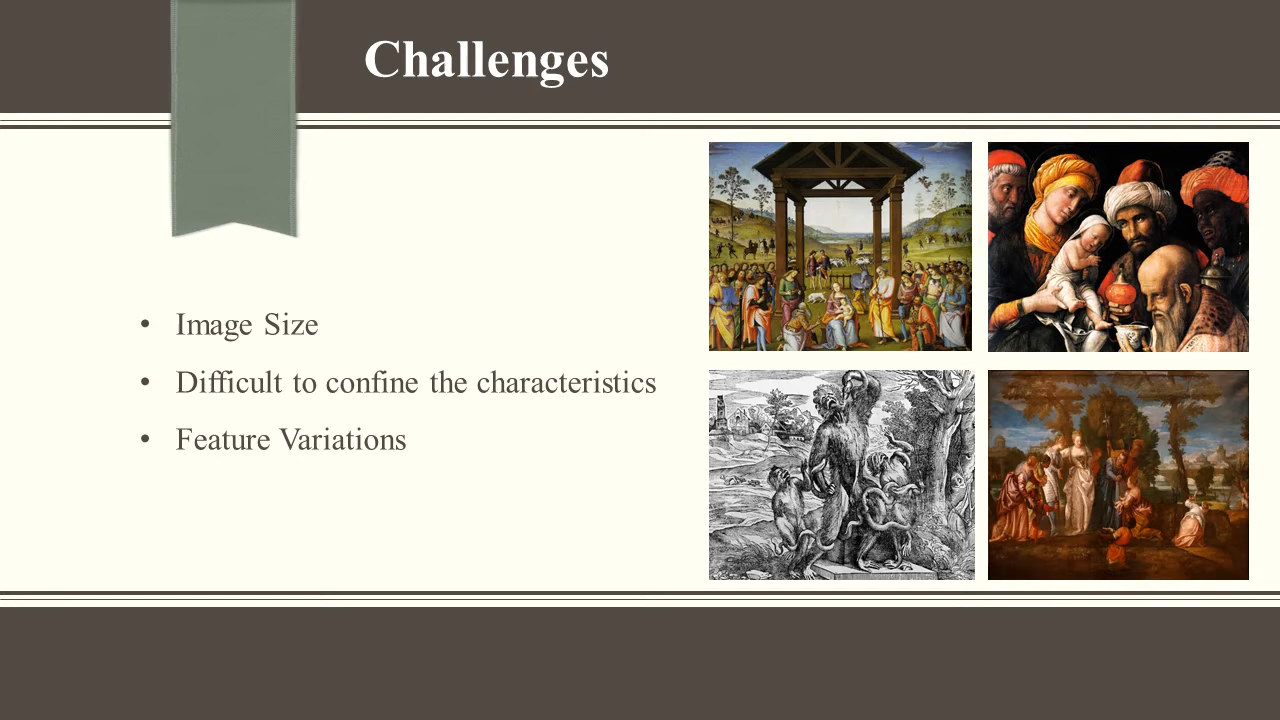 Challenges
• Image Size
• Difficult to confine the characteristics
• Feature Variations